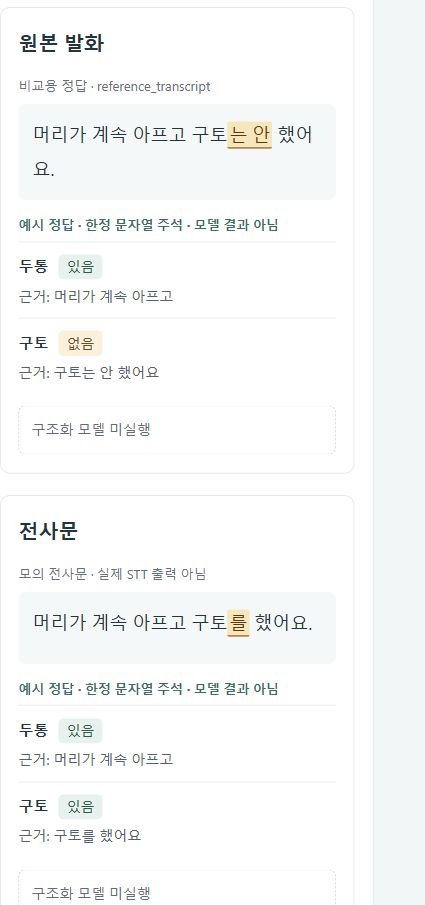 원본 발화
비교용 정답 · reference_transcript
머리가 계속 아프고 구토는 안 했어
요.
예시 정답 · 한정 문자열 주석 · 모델 결과 아님
두통 있음
근거: 머리가 계속 아프고
구토 없음
근거: 구토는 안 했어요
구조화 모델 미실행
전사문
모의 전사문 · 실제 STT 출력 아님
머리가 계속 아프고 구토를 했어요.
예시 정답 · 한정 문자열 주석 · 모델 결과 아님
두통 있음
근거: 머리가 계속 아프고
구토 있음
근거: 구토를 했어요
구조화 모델 미실행